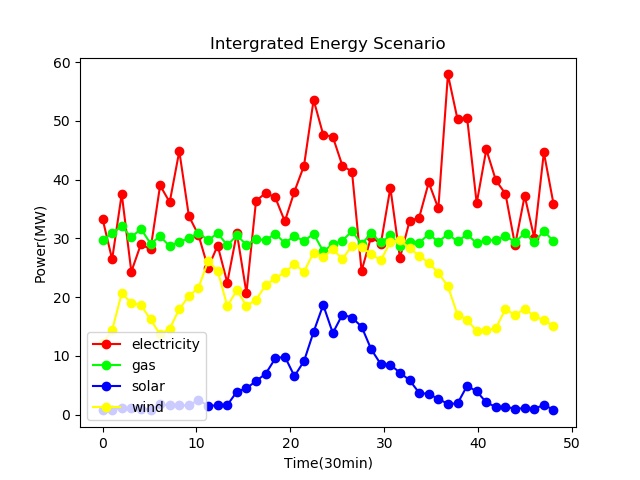 Intergrated Energy Scenario
Power(MW)
60
50
40
30
20
10
0
electricity
gas
solar
wind
0 10 20 30 40 50
Time(30min)